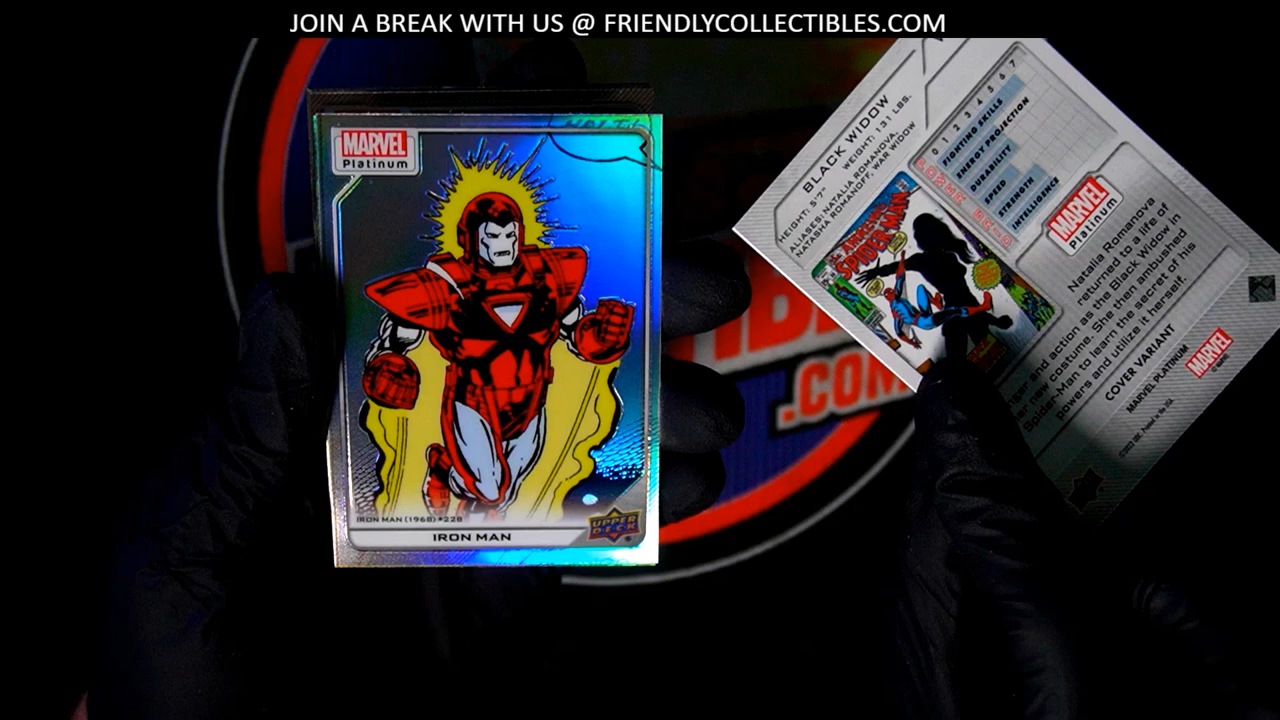 JOIN A BREAK WITH US @ FRIENDLYCOLLECTIBLES.COM
MARVEL
Platinum
IRON MAN (1968) #228
UPPER
DECK
IRON MAN
BLACK WIDOW
HEIGHT: 5'7" WEIGHT: 131 LBS.
ALIASES: NATALIA ROMANOVA,
NATASHA ROMANOFF, WAR WIDOW
0 1 2 3 4 5 6 7
FIGHTING SKILLS
ENERGY PROJECTION
DURABILITY
SPEED
STRENGTH
INTELLIGENCE
POWER GRID
SPIDER-MAN
MARVEL
Platinum
Natalia Romanova
returned to a life of
and action as the Black Widow in
new costume. She then ambushed
Spider-Man to learn the secret of his
powers and utilize it herself.
COVER VARIANT
MARVEL PLATINUM
MARVEL
.COM